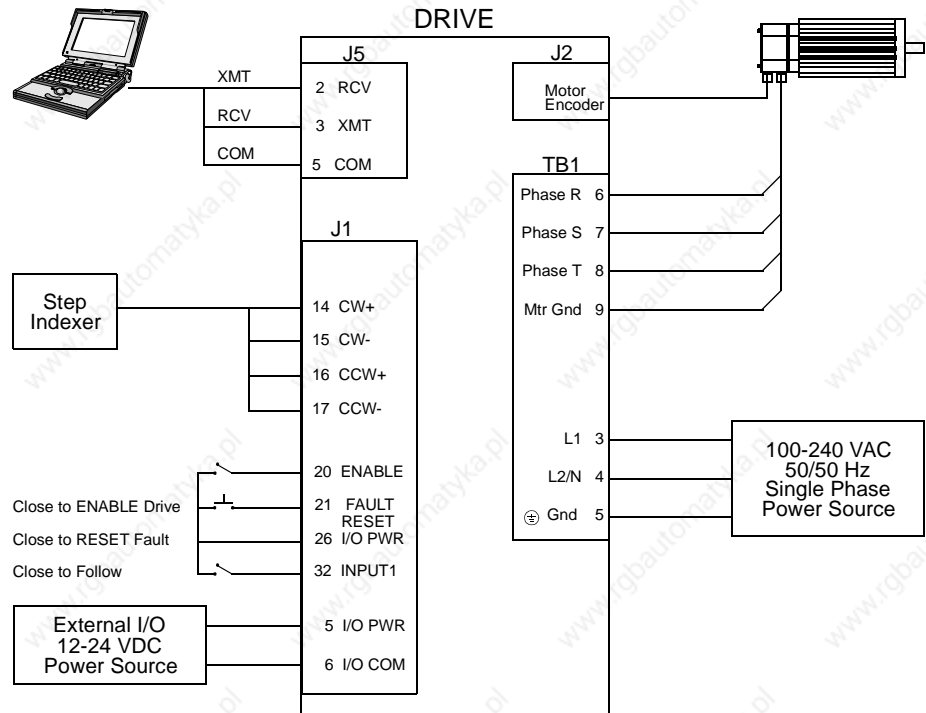 DRIVE
J5
XMT
2 RCV
RCV
3 XMT
COM
5 COM
J2
Motor
Encoder
TB1
Phase R 6
Phase S 7
Phase T 8
Mtr Gnd 9
L1 3
L2/N 4
Gnd 5
100-240 VAC
50/50 Hz
Single Phase
Power Source
J1
Step
Indexer
14 CW+
15 CW-
16 CCW+
17 CCW-
20 ENABLE
Close to ENABLE Drive
21 FAULT
RESET
Close to RESET Fault
26 I/O PWR
Close to Follow
32 INPUT1
External I/O
12-24 VDC
Power Source
5 I/O PWR
6 I/O COM
www.rgbautomatyka.pl